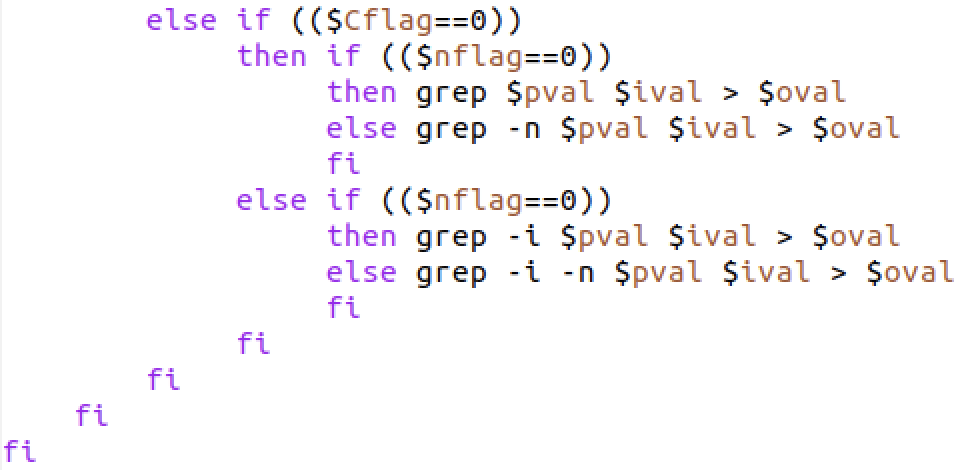 else if (($Cflag==0))
then if (($nflag==0))
then grep $pval $ival > $oval
else grep -n $pval $ival > $oval
fi
else if (($nflag==0))
then grep -i $pval $ival > $oval
else grep -i -n $pval $ival > $oval
fi
fi
fi
fi
fi